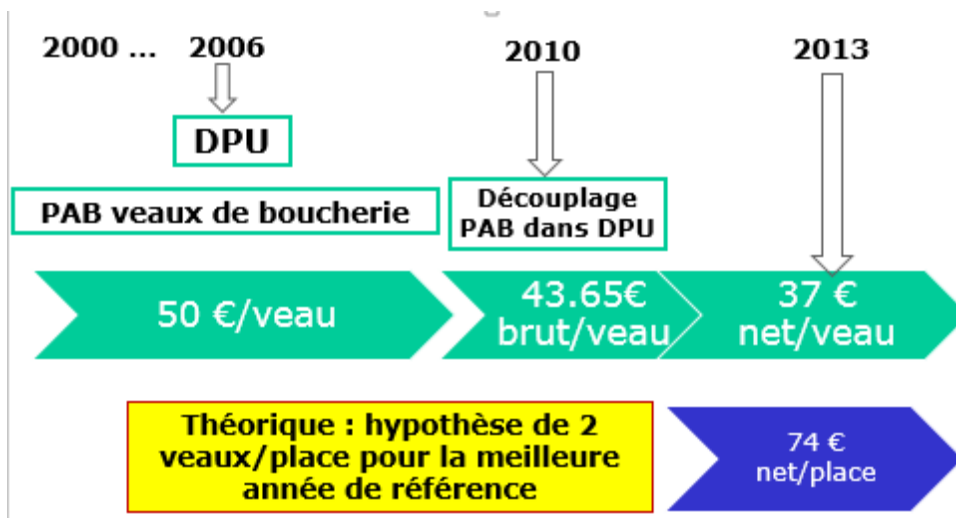 2000 ... 2006
2010
2013
DPU
PAB veaux de boucherie
Découplage
PAB dans DPU
50 €/veau
43.65€
brut/veau
37 €
net/veau
Théorique : hypothèse de 2
veaux/place pour la meilleure
année de référence
74 €
net/place